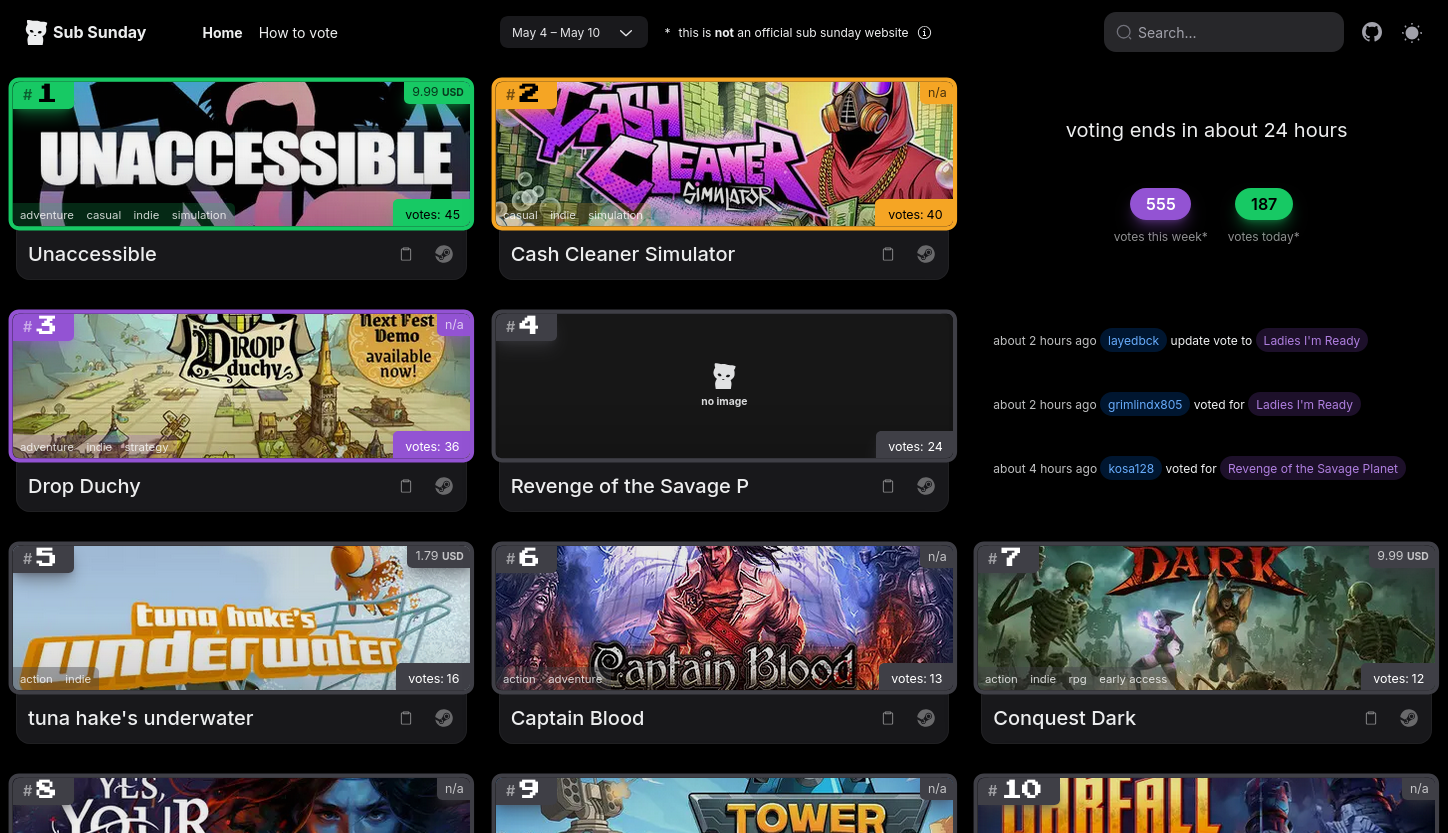 Sub Sunday
Home
How to vote
May 4 – May 10
* this is not an official sub sunday website
Search...
# 1
9.99 USD
UNACCESSIBLE
adventure casual indie simulation
votes: 45
Unaccessible
# 2
n/a
CASH
CLEANER
SIMULATOR
casual indie simulation
votes: 40
Cash Cleaner Simulator
voting ends in about 24 hours
555
187
votes this week*
votes today*
# 3
n/a
Next Fest
Demo
available
now!
DROP
duchy
adventure indie strategy
votes: 36
Drop Duchy
# 4
no image
votes: 24
Revenge of the Savage P
about 2 hours ago layedbck update vote to Ladies I'm Ready
about 2 hours ago grimlindx805 voted for Ladies I'm Ready
about 4 hours ago kosa128 voted for Revenge of the Savage Planet
# 5
1.79 USD
tuna hake's
underwater
action indie
votes: 16
tuna hake's underwater
# 6
n/a
Captain Blood
action adventure
votes: 13
Captain Blood
# 7
9.99 USD
DARK
action indie rpg early access
votes: 12
Conquest Dark
# 8
n/a
YES,
YOUR
# 9
n/a
TOWER
# 10
n/a